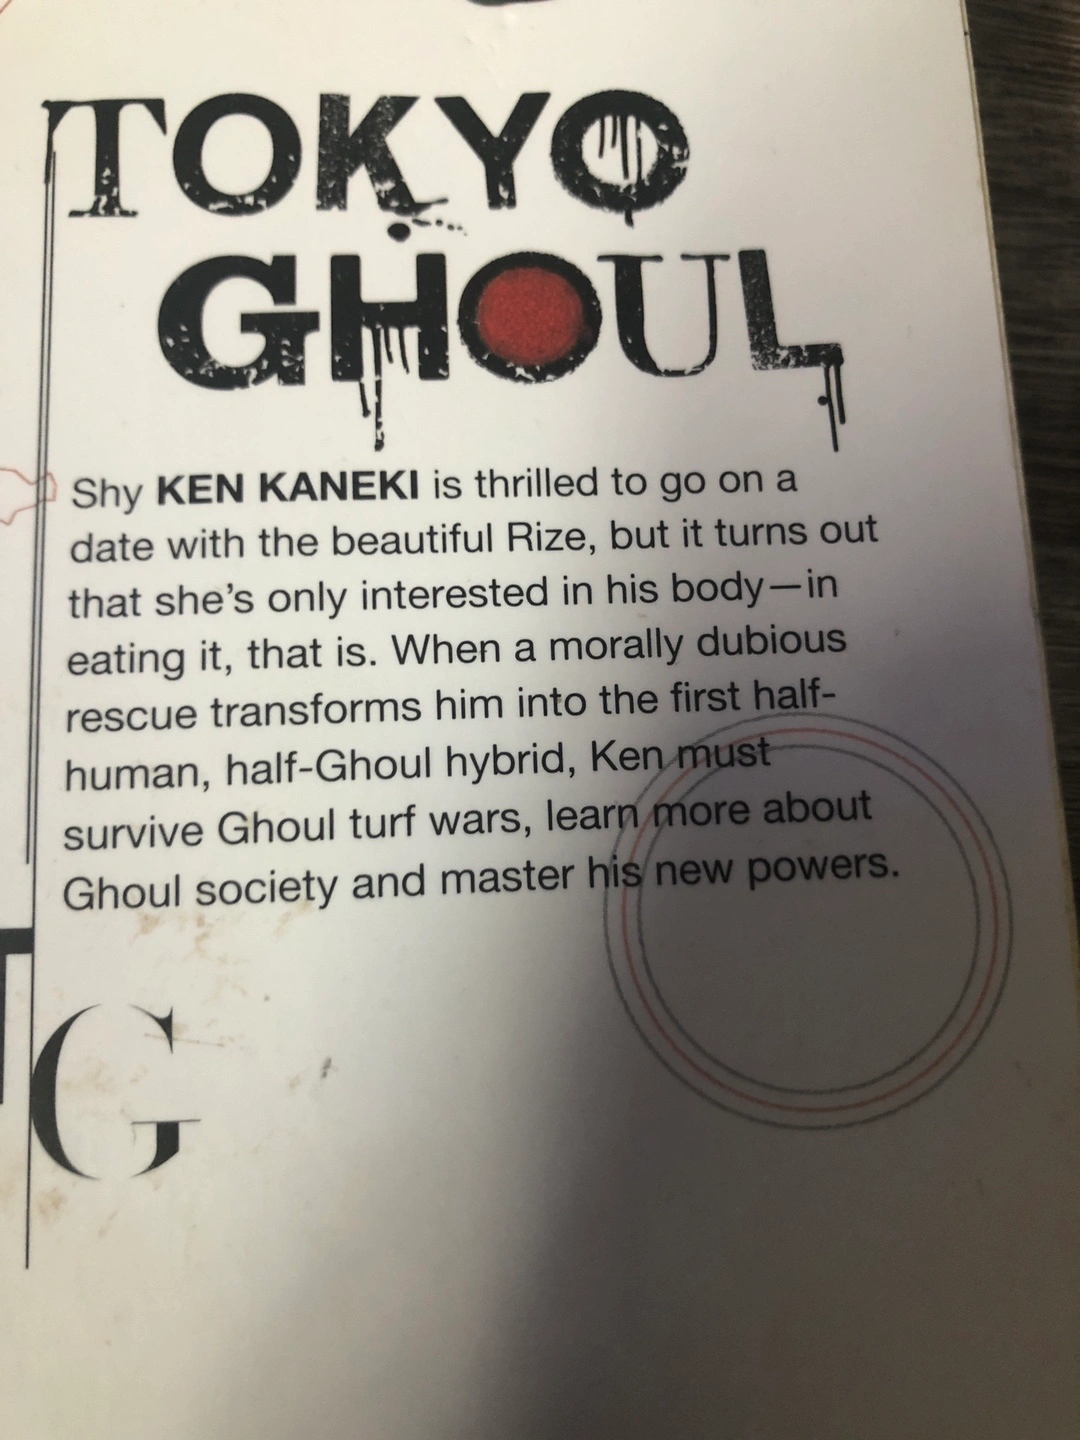 TOKYO
GHOUL
Shy KEN KANEKI is thrilled to go on a
date with the beautiful Rize, but it turns out
that she's only interested in his body—in
eating it, that is. When a morally dubious
rescue transforms him into the first half-
human, half-Ghoul hybrid, Ken must
survive Ghoul turf wars, learn more about
Ghoul society and master his new powers.
G